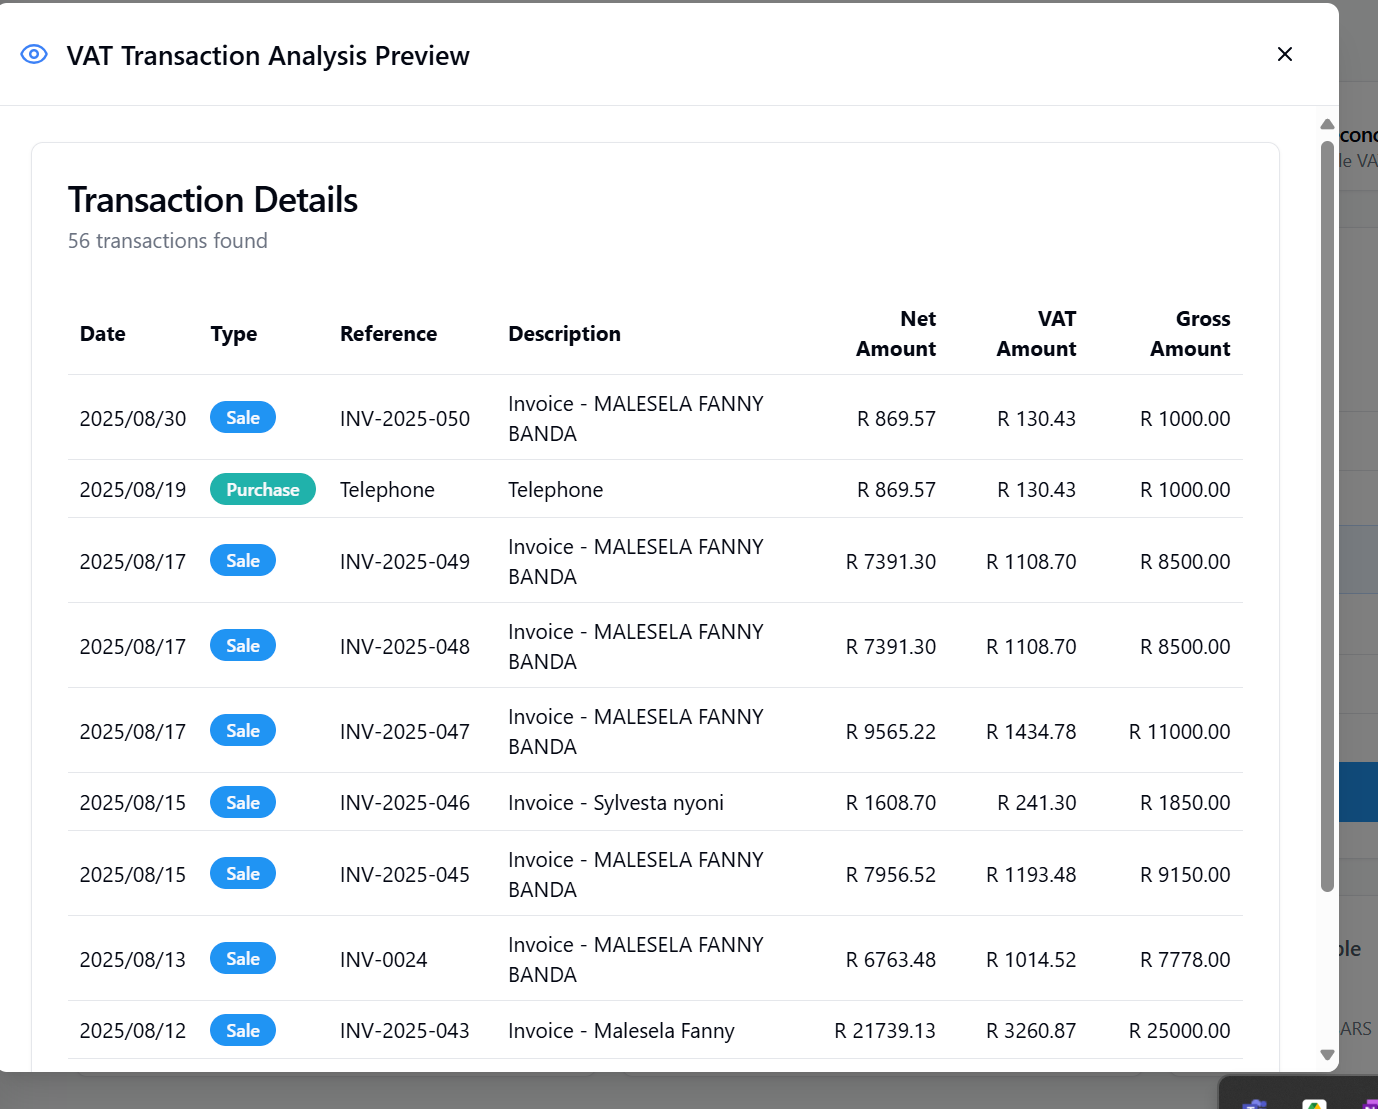 VAT Transaction Analysis Preview
Transaction Details
56 transactions found
Date Type Reference Description Net Amount VAT Amount Gross Amount
2025/08/30 Sale INV-2025-050 Invoice - MALESELA FANNY BANDA R 869.57 R 130.43 R 1000.00
2025/08/19 Purchase Telephone Telephone R 869.57 R 130.43 R 1000.00
2025/08/17 Sale INV-2025-049 Invoice - MALESELA FANNY BANDA R 7391.30 R 1108.70 R 8500.00
2025/08/17 Sale INV-2025-048 Invoice - MALESELA FANNY BANDA R 7391.30 R 1108.70 R 8500.00
2025/08/17 Sale INV-2025-047 Invoice - MALESELA FANNY BANDA R 9565.22 R 1434.78 R 11000.00
2025/08/15 Sale INV-2025-046 Invoice - Sylvesta nyoni R 1608.70 R 241.30 R 1850.00
2025/08/15 Sale INV-2025-045 Invoice - MALESELA FANNY BANDA R 7956.52 R 1193.48 R 9150.00
2025/08/13 Sale INV-0024 Invoice - MALESELA FANNY BANDA R 6763.48 R 1014.52 R 7778.00
2025/08/12 Sale INV-2025-043 Invoice - Malesela Fanny R 21739.13 R 3260.87 R 25000.00